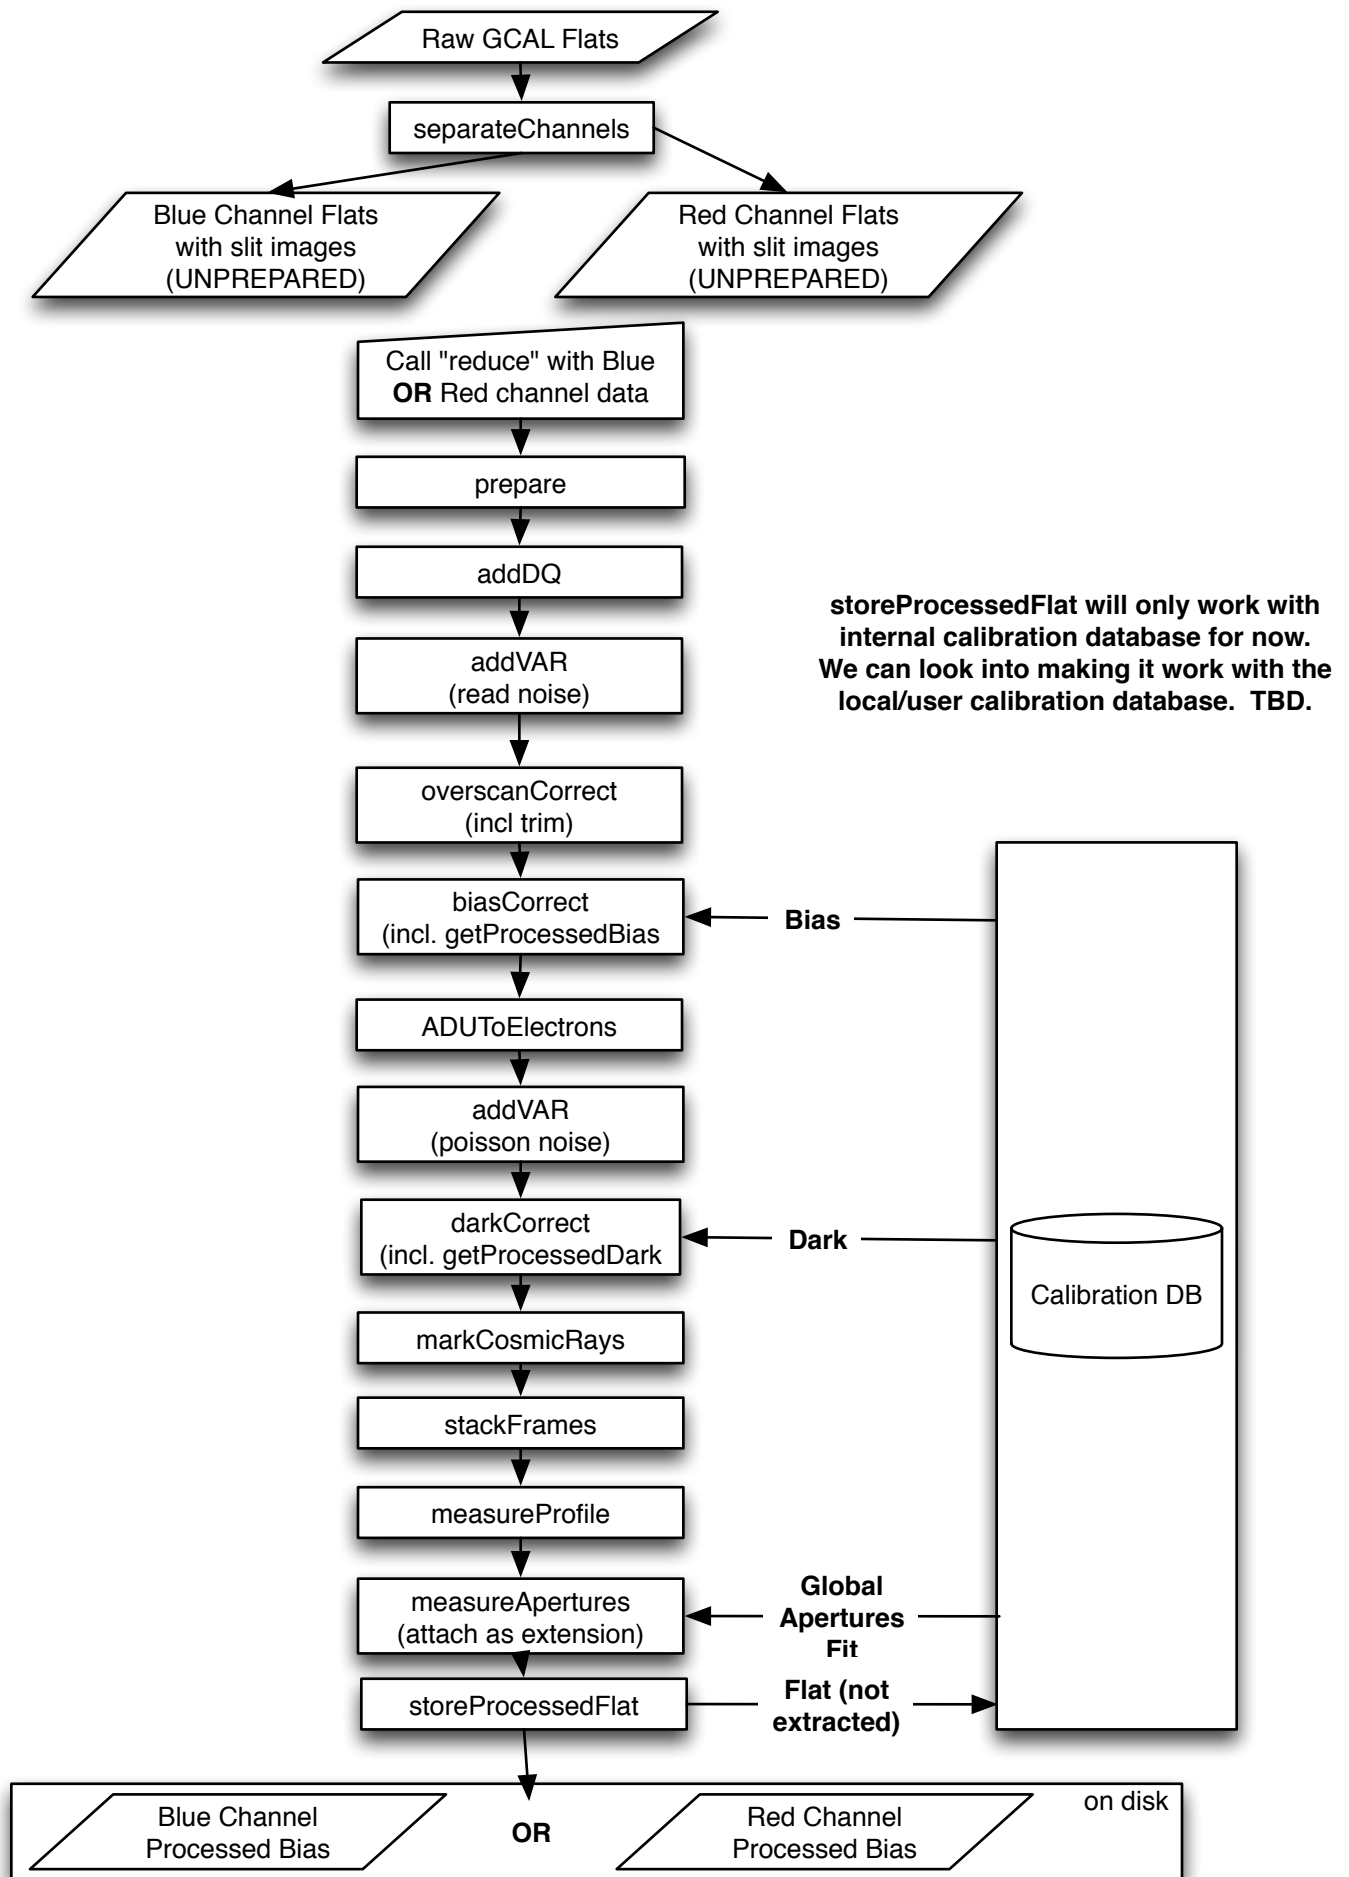 Raw GCAL Flats
separateChannels
Blue Channel Flats
with slit images
(UNPREPARED)
Red Channel Flats
with slit images
(UNPREPARED)
Call "reduce" with Blue
OR Red channel data
prepare
addDQ
storeProcessedFlat will only work with
internal calibration database for now.
We can look into making it work with the
local/user calibration database.  TBD.
addVAR
(read noise)
overscanCorrect
(incl trim)
biasCorrect
(incl. getProcessedBias
Bias
ADUToElectrons
addVAR
(poisson noise)
darkCorrect
(incl. getProcessedDark
Dark
Calibration DB
markCosmicRays
stackFrames
measureProfile
measureApertures
(attach as extension)
Global
Apertures
Fit
storeProcessedFlat
Flat (not
extracted)
on disk
Blue Channel
Processed Bias
OR
Red Channel
Processed Bias